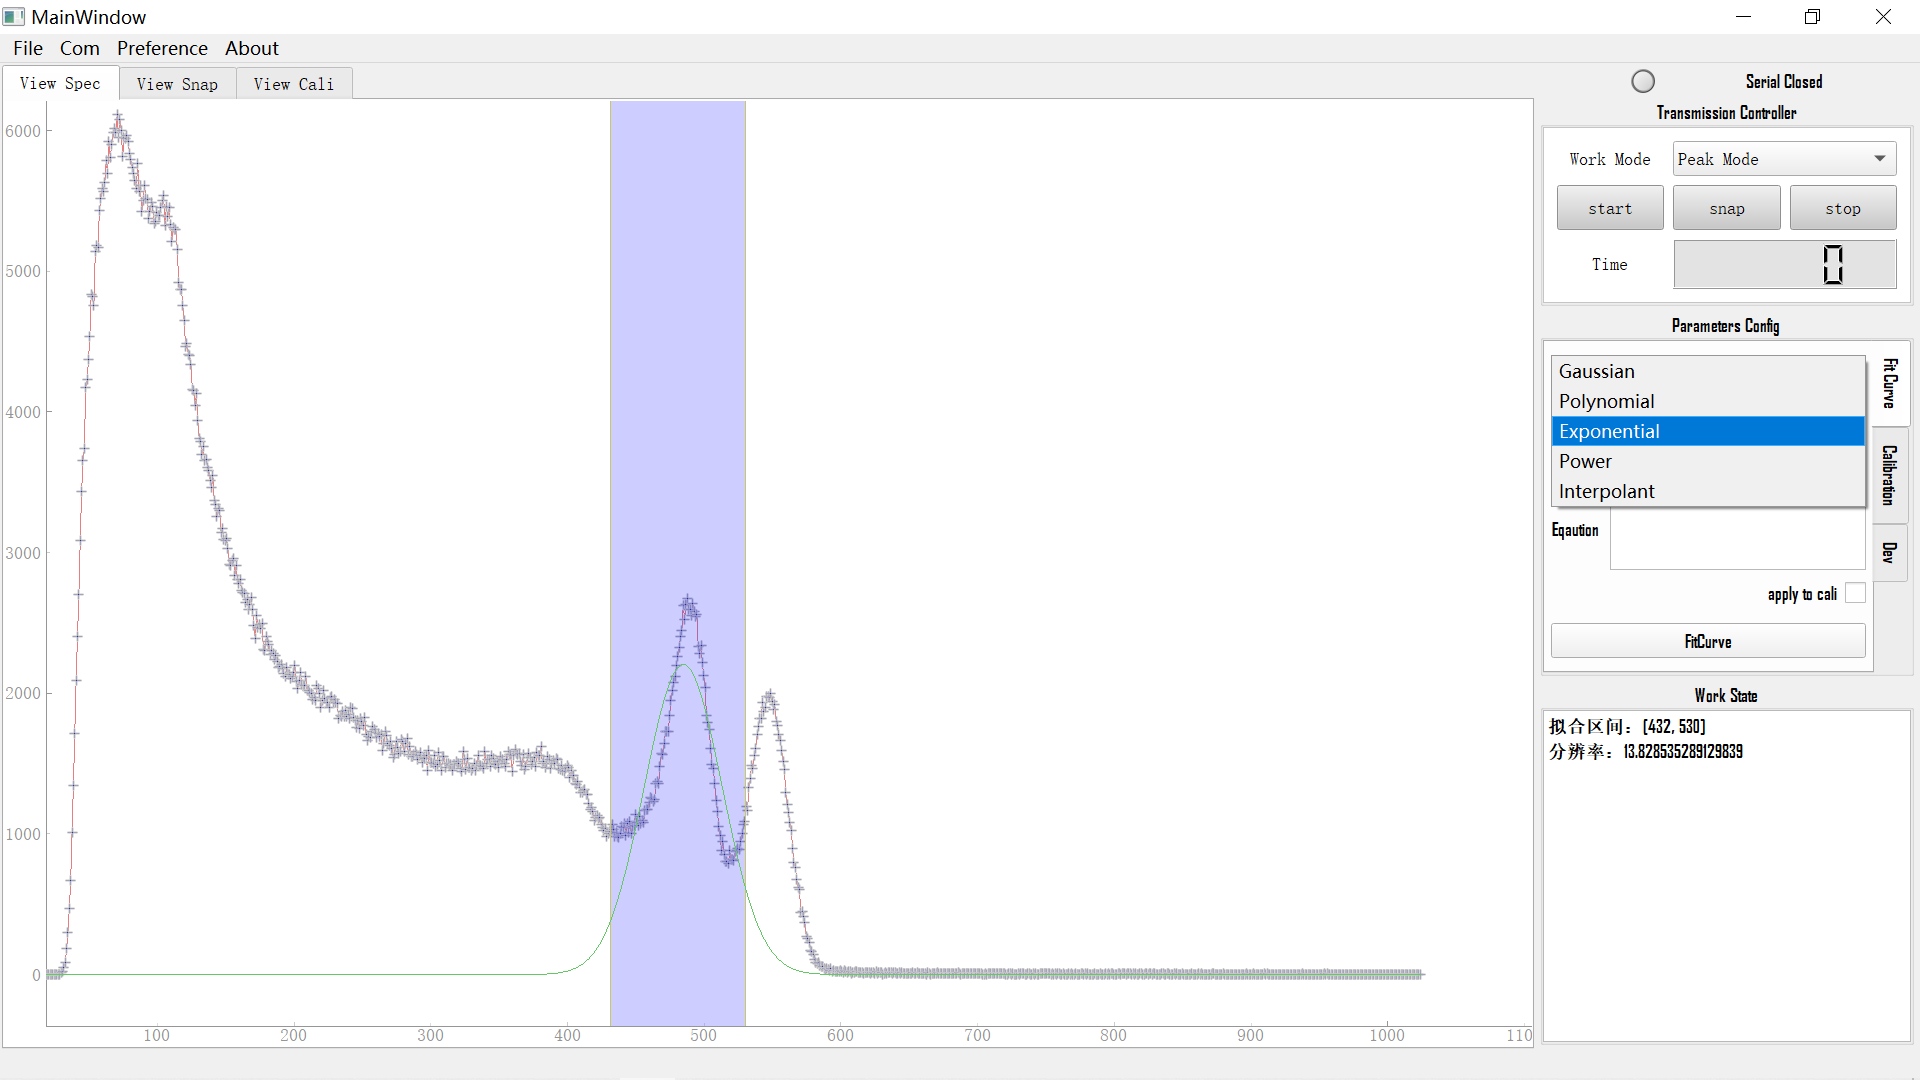 MainWindow
File Com Preference About
View Spec View Snap View Cali
6000
5000
4000
3000
2000
1000
0
100 200 300 400 500 600 700 800 900 1000 110
Serial Closed
Transmission Controller
Work Mode Peak Mode
start snap stop
Time 0
Parameters Config
Gaussian
Polynomial
Exponential
Power
Interpolant
Eqaution
apply to cali
FitCurve
Fit Curve
Calibration
Dev
Work State
拟合区间：[432, 530]
分辨率：13.828535289129839